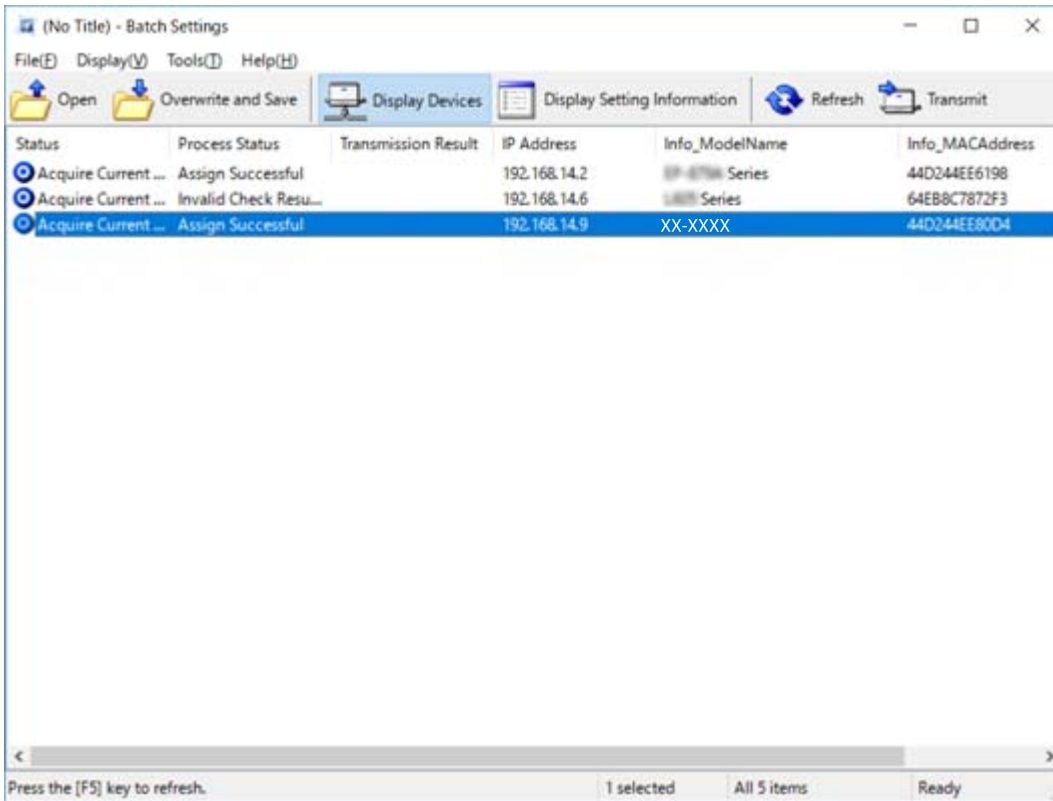 (No Title) - Batch Settings
File(F) Display(V) Tools(T) Help(H)
Open Overwrite and Save Display Devices Display Setting Information Refresh Transmit
Status Process Status Transmission Result IP Address Info_ModelName Info_MACAddress
Acquire Current ... Assign Successful 192.168.14.2 Series 44D244EE6198
Acquire Current ... Invalid Check Resu... 192.168.14.6 Series 64EB8C7872F3
Acquire Current ... Assign Successful 192.168.14.9 XX-XXXX 44D244EE80D4
Press the [F5] key to refresh. 1 selected All 5 items Ready